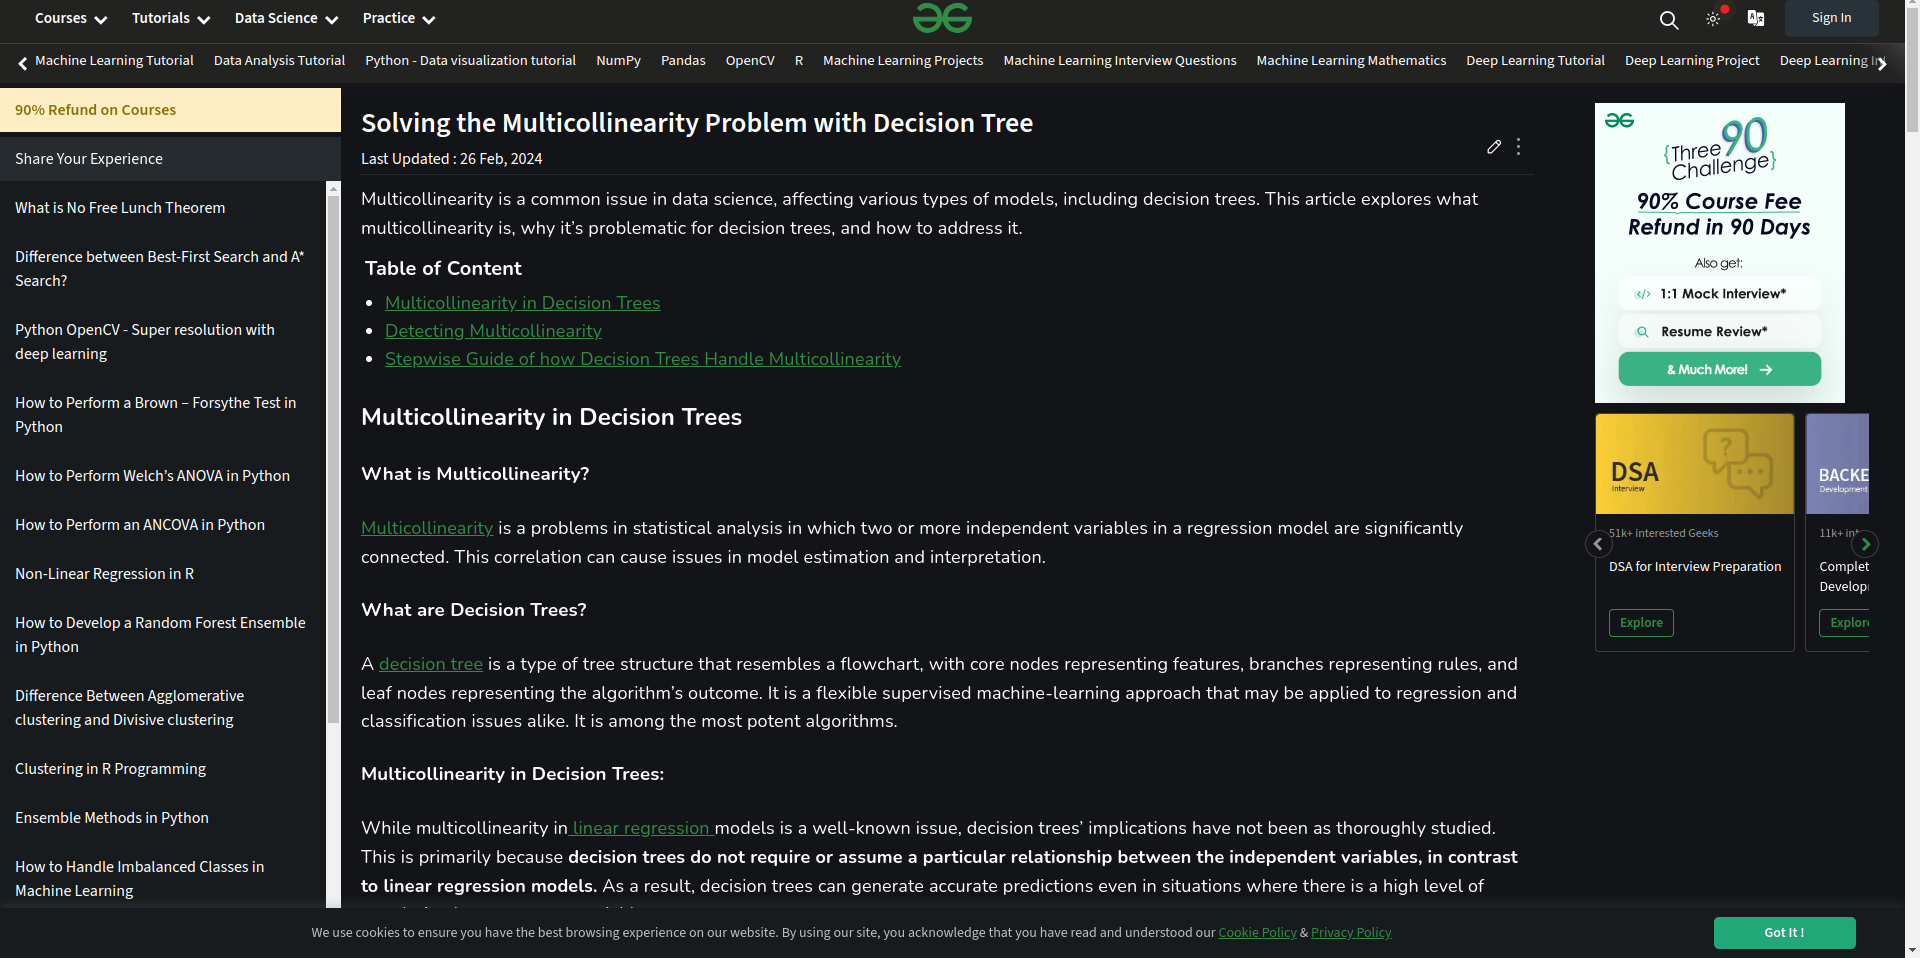 Courses
Tutorials
Data Science
Practice
Sign In
Machine Learning Tutorial
Data Analysis Tutorial
Python - Data visualization tutorial
NumPy
Pandas
OpenCV
R
Machine Learning Projects
Machine Learning Interview Questions
Machine Learning Mathematics
Deep Learning Tutorial
Deep Learning Project
Deep Learning
90% Refund on Courses
Share Your Experience
What is No Free Lunch Theorem
Difference between Best-First Search and A*
Search?
Python OpenCV - Super resolution with
deep learning
How to Perform a Brown – Forsythe Test in
Python
How to Perform Welch's ANOVA in Python
How to Perform an ANCOVA in Python
Non-Linear Regression in R
How to Develop a Random Forest Ensemble
in Python
Difference Between Agglomerative
clustering and Divisive clustering
Clustering in R Programming
Ensemble Methods in Python
How to Handle Imbalanced Classes in
Machine Learning
Solving the Multicollinearity Problem with Decision Tree
Last Updated : 26 Feb, 2024
Multicollinearity is a common issue in data science, affecting various types of models, including decision trees. This article explores what
multicollinearity is, why it's problematic for decision trees, and how to address it.
Table of Content
• Multicollinearity in Decision Trees
• Detecting Multicollinearity
• Stepwise Guide of how Decision Trees Handle Multicollinearity
Multicollinearity in Decision Trees
What is Multicollinearity?
Multicollinearity is a problems in statistical analysis in which two or more independent variables in a regression model are significantly
connected. This correlation can cause issues in model estimation and interpretation.
What are Decision Trees?
A decision tree is a type of tree structure that resembles a flowchart, with core nodes representing features, branches representing rules, and
leaf nodes representing the algorithm's outcome. It is a flexible supervised machine-learning approach that may be applied to regression and
classification issues alike. It is among the most potent algorithms.
Multicollinearity in Decision Trees:
While multicollinearity in linear regression models is a well-known issue, decision trees' implications have not been as thoroughly studied.
This is primarily because decision trees do not require or assume a particular relationship between the independent variables, in contrast
to linear regression models. As a result, decision trees can generate accurate predictions even in situations where there is a high level of
{Three 90
Challenge}
90% Course Fee
Refund in 90 Days
Also get:
</> 1:1 Mock Interview*
Resume Review*
& Much More! →
DSA
Interview
51k+ interested Geeks
DSA for Interview Preparation
Explore
BACKE
Development
11k+ int
Complet
Develop
Explore
We use cookies to ensure you have the best browsing experience on our website. By using our site, you acknowledge that you have read and understood our Cookie Policy & Privacy Policy
Got It !